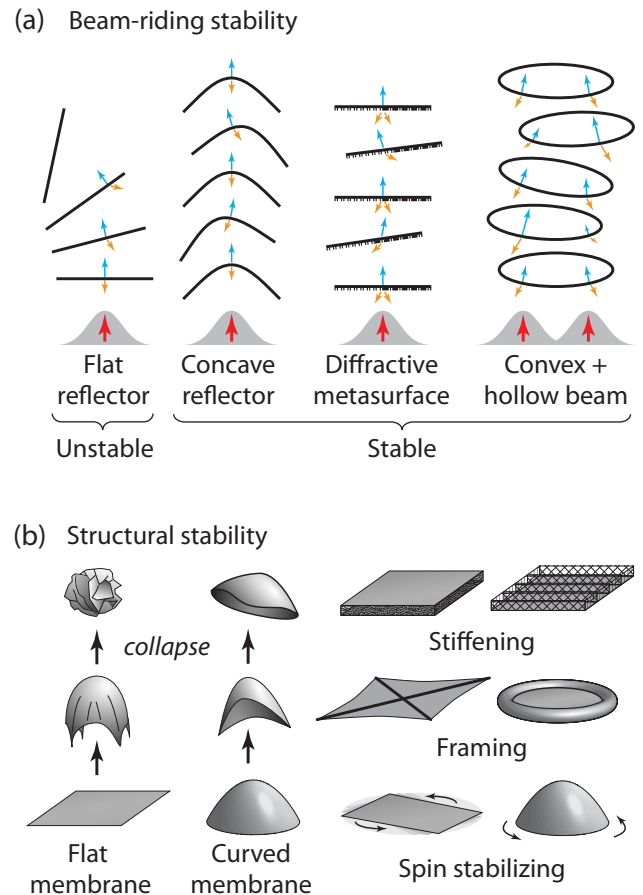 (a) Beam-riding stability
Flat
reflector
Concave
reflector
Diffractive
metasurface
Convex +
hollow beam
Unstable
Stable
(b) Structural stability
collapse
Stiffening
Framing
Flat
membrane
Curved
membrane
Spin stabilizing